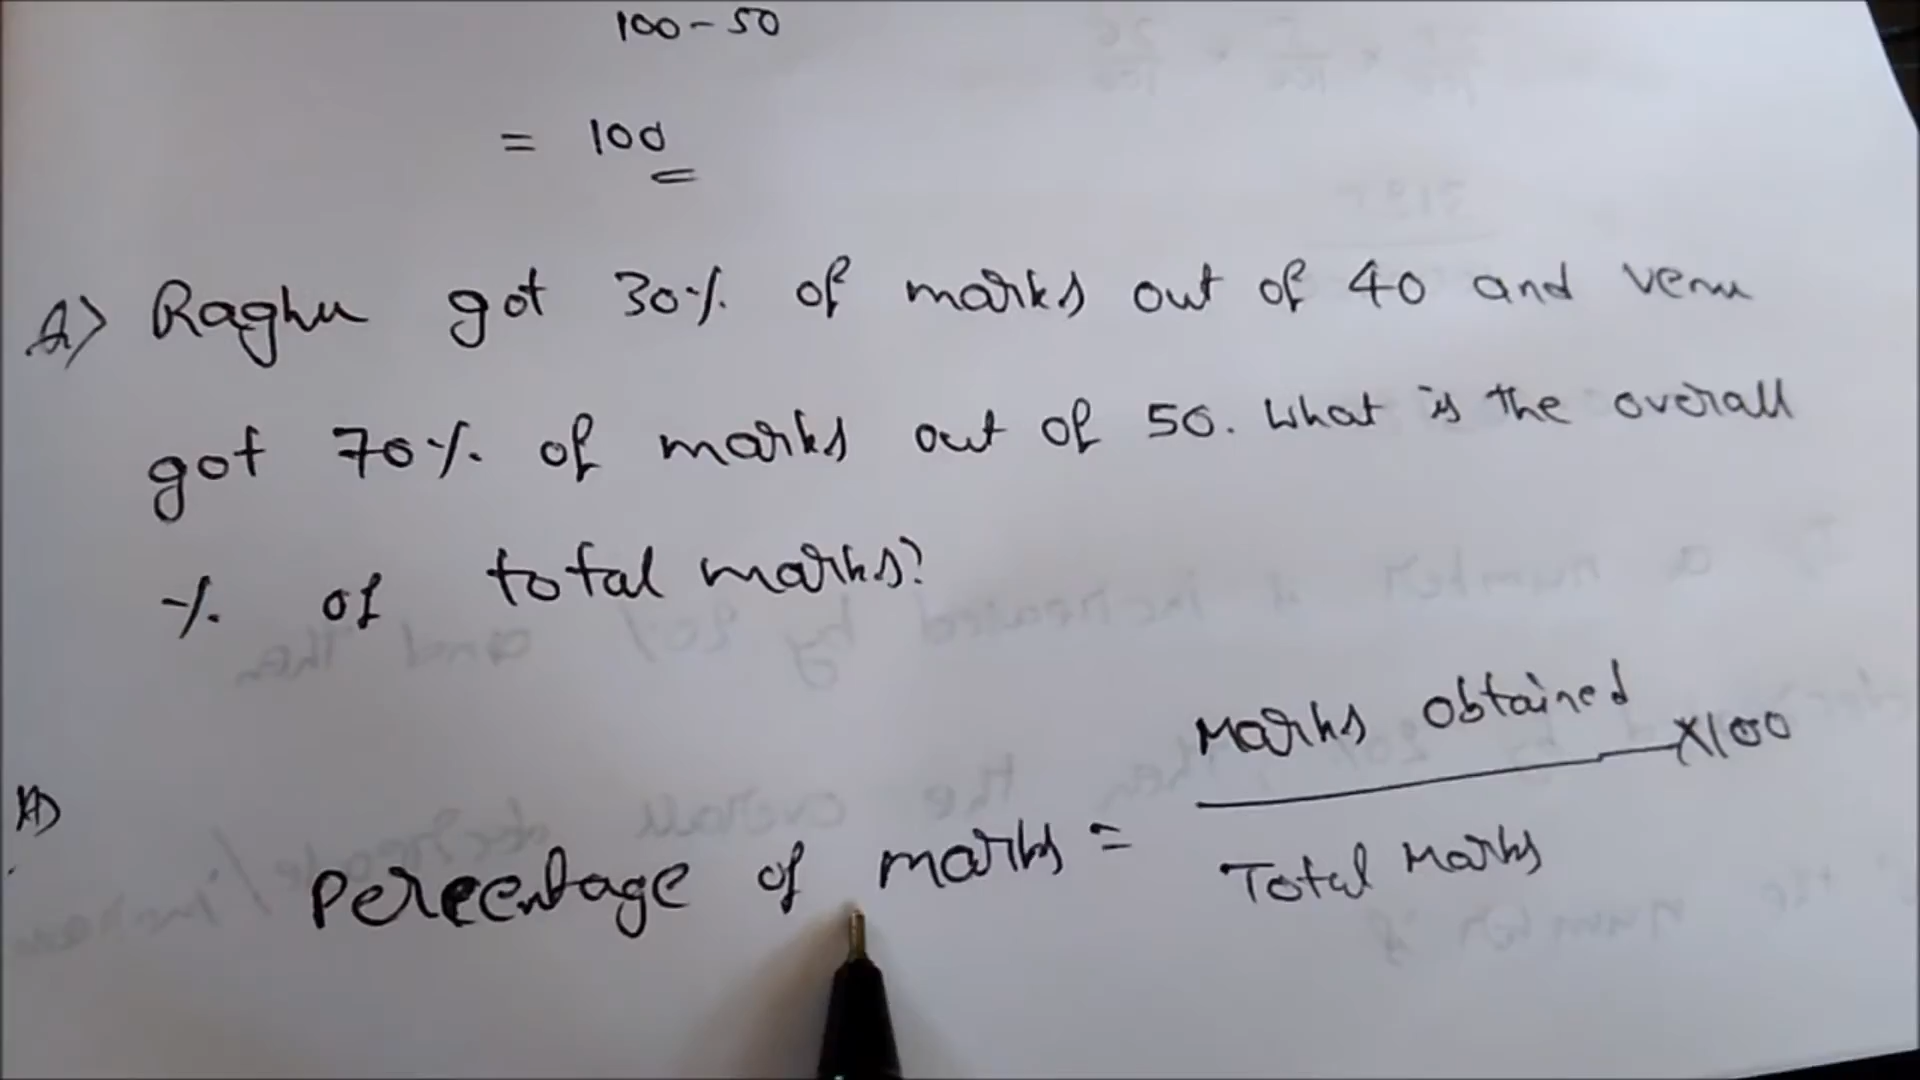 100-50
= 100
Q) Raghu got 30% of marks out of 40 and venu
got 70% of marks out of 50. What is the overall
% of total marks?
A)
Percentage of marks = Marks obtained ×100
Total Marks